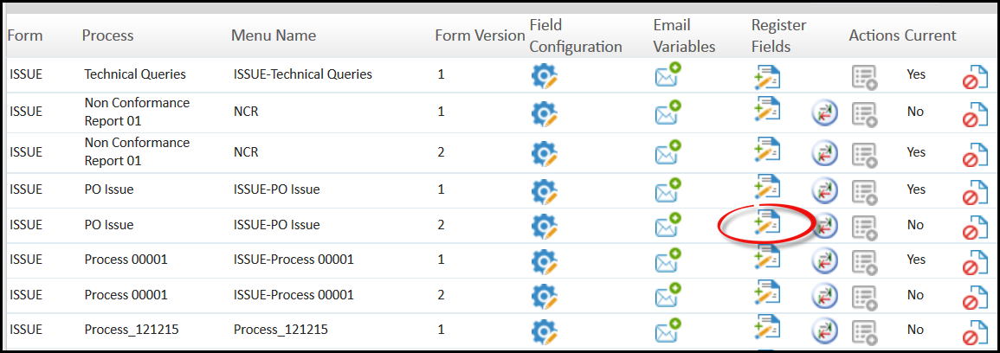 Form Process Menu Name Form Version Field Configuration Email Variables Register Fields Actions Current
ISSUE Technical Queries ISSUE-Technical Queries 1 Yes
ISSUE Non Conformance Report 01 NCR 1 No
ISSUE Non Conformance Report 01 NCR 2 Yes
ISSUE PO Issue ISSUE-PO Issue 1 Yes
ISSUE PO Issue ISSUE-PO Issue 2 No
ISSUE Process 00001 ISSUE-Process 00001 1 Yes
ISSUE Process 00001 ISSUE-Process 00001 2 No
ISSUE Process_121215 Process_121215 1 No